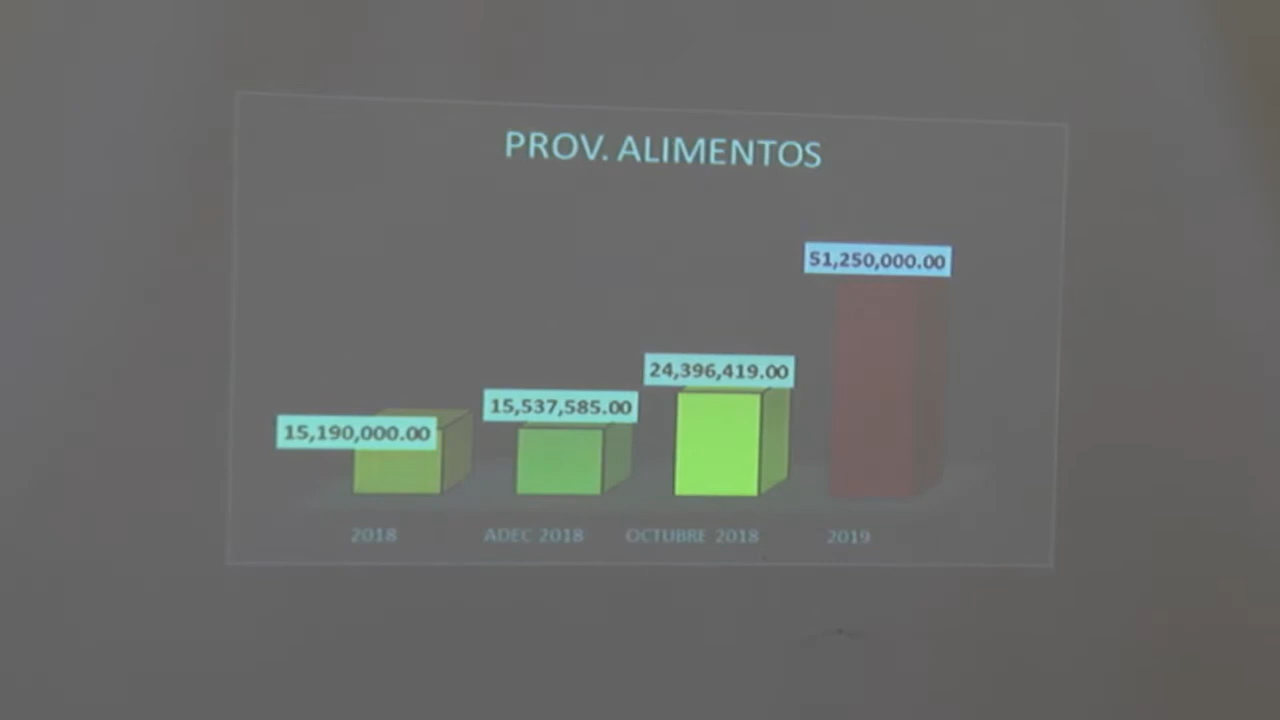 PROV. ALIMENTOS
51,250,000.00
24,396,419.00
15,537,585.00
15,190,000.00
2018 ADEC 2018 OCTUBRE 2018 2019